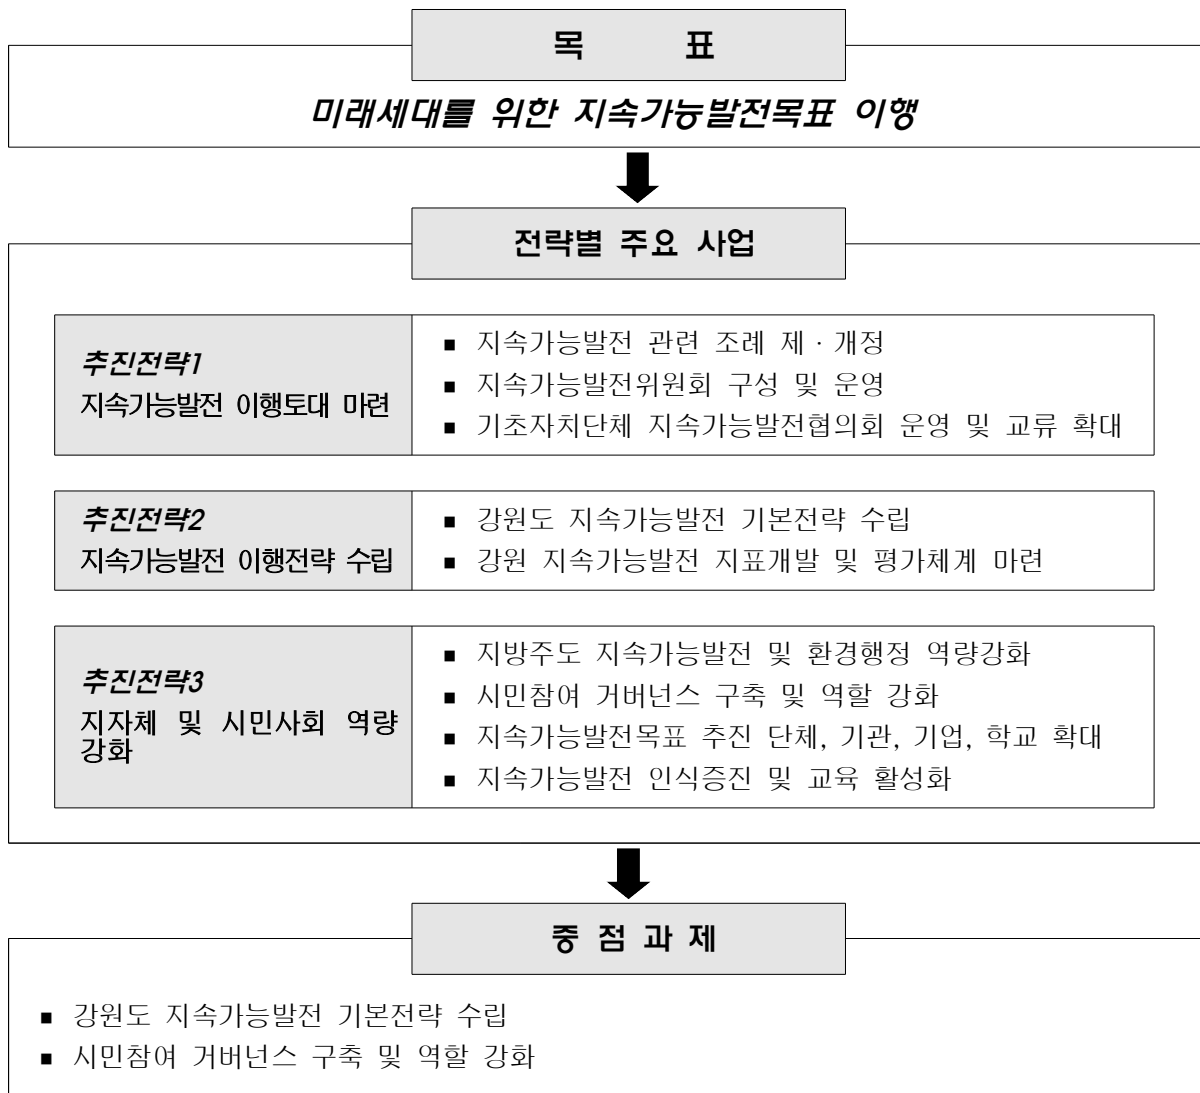 목 표
미래세대를 위한 지속가능발전목표 이행
전략별 주요 사업
추진전략1
지속가능발전 이행토대 마련
■ 지속가능발전 관련 조례 제·개정
■ 지속가능발전위원회 구성 및 운영
■ 기초자치단체 지속가능발전협의회 운영 및 교류 확대
추진전략2
지속가능발전 이행전략 수립
■ 강원도 지속가능발전 기본전략 수립
■ 강원 지속가능발전 지표개발 및 평가체계 마련
추진전략3
지자체 및 시민사회 역량
강화
■ 지방주도 지속가능발전 및 환경행정 역량강화
■ 시민참여 거버넌스 구축 및 역할 강화
■ 지속가능발전목표 추진 단체, 기관, 기업, 학교 확대
■ 지속가능발전 인식증진 및 교육 활성화
중 점 과 제
■ 강원도 지속가능발전 기본전략 수립
■ 시민참여 거버넌스 구축 및 역할 강화